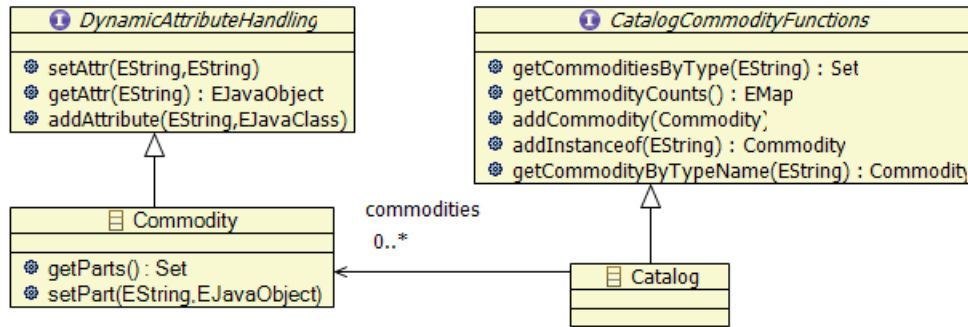 DynamicAttributeHandling
setAttr(EString,EString)
getAttr(EString) : EJavaObject
addAttribute(EString,EJavaClass)
CatalogCommodityFunctions
getCommoditiesByType(EString) : Set
getCommodityCounts() : EMap
addCommodity(Commodity)
addInstanceof(EString) : Commodity
getCommodityByTypeName(EString) : Commodity
Commodity
getParts() : Set
setPart(EString,EJavaObject)
commodities
0..*
Catalog